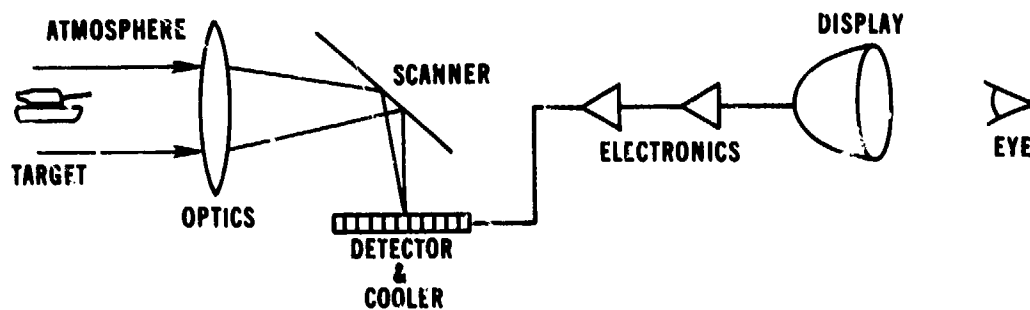 ATMOSPHERE
DISPLAY
SCANNER
ELECTRONICS
EYE
TARGET
OPTICS
DETECTOR
&
COOLER